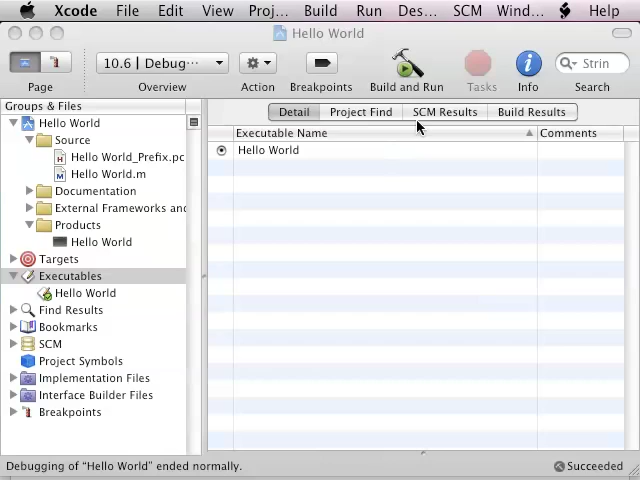 Xcode File Edit View Proj... Build Run Des... SCM Wind... Help
Hello World
10.6 | Debug···
Strin
Page Overview Action Breakpoints Build and Run Tasks Info Search
Groups & Files
Hello World
Source
Hello World_Prefix.pc
Hello World.m
Documentation
External Frameworks and
Products
Hello World
Targets
Executables
Hello World
Find Results
Bookmarks
SCM
Project Symbols
Implementation Files
Interface Builder Files
Breakpoints
Detail Project Find SCM Results Build Results
Executable Name Comments
Hello World
Debugging of “Hello World” ended normally. Succeeded